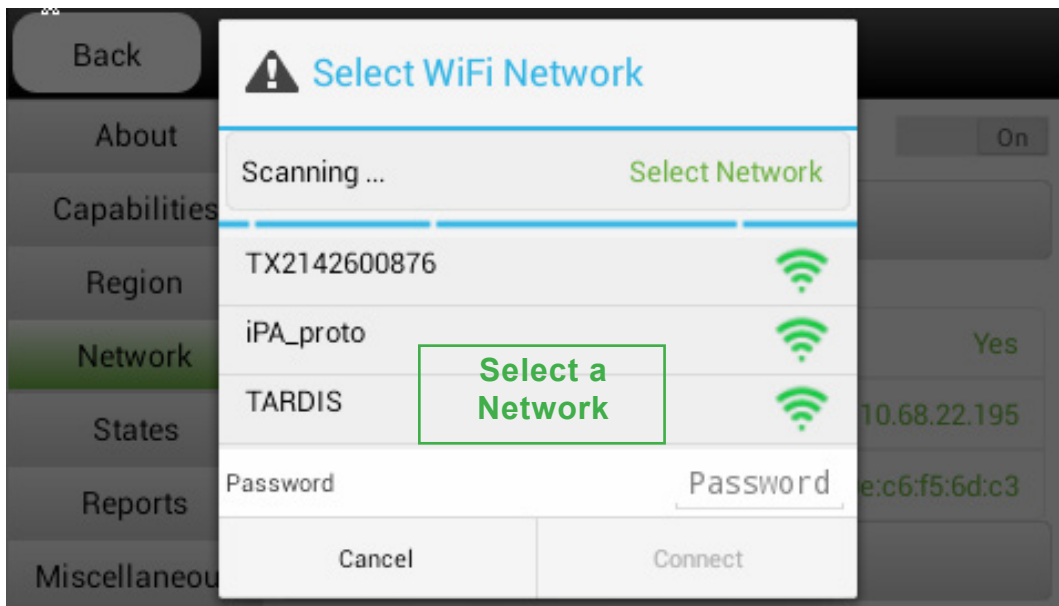 Back
Select WiFi Network
About
On
Scanning ...
Select Network
Capabilities
TX2142600876
Region
iPA_proto
Network
Yes
Select a
Network
TARDIS
States
10.68.22.195
Password
Password
e:c6:f5:6d:c3
Reports
Cancel
Connect
Miscellaneou